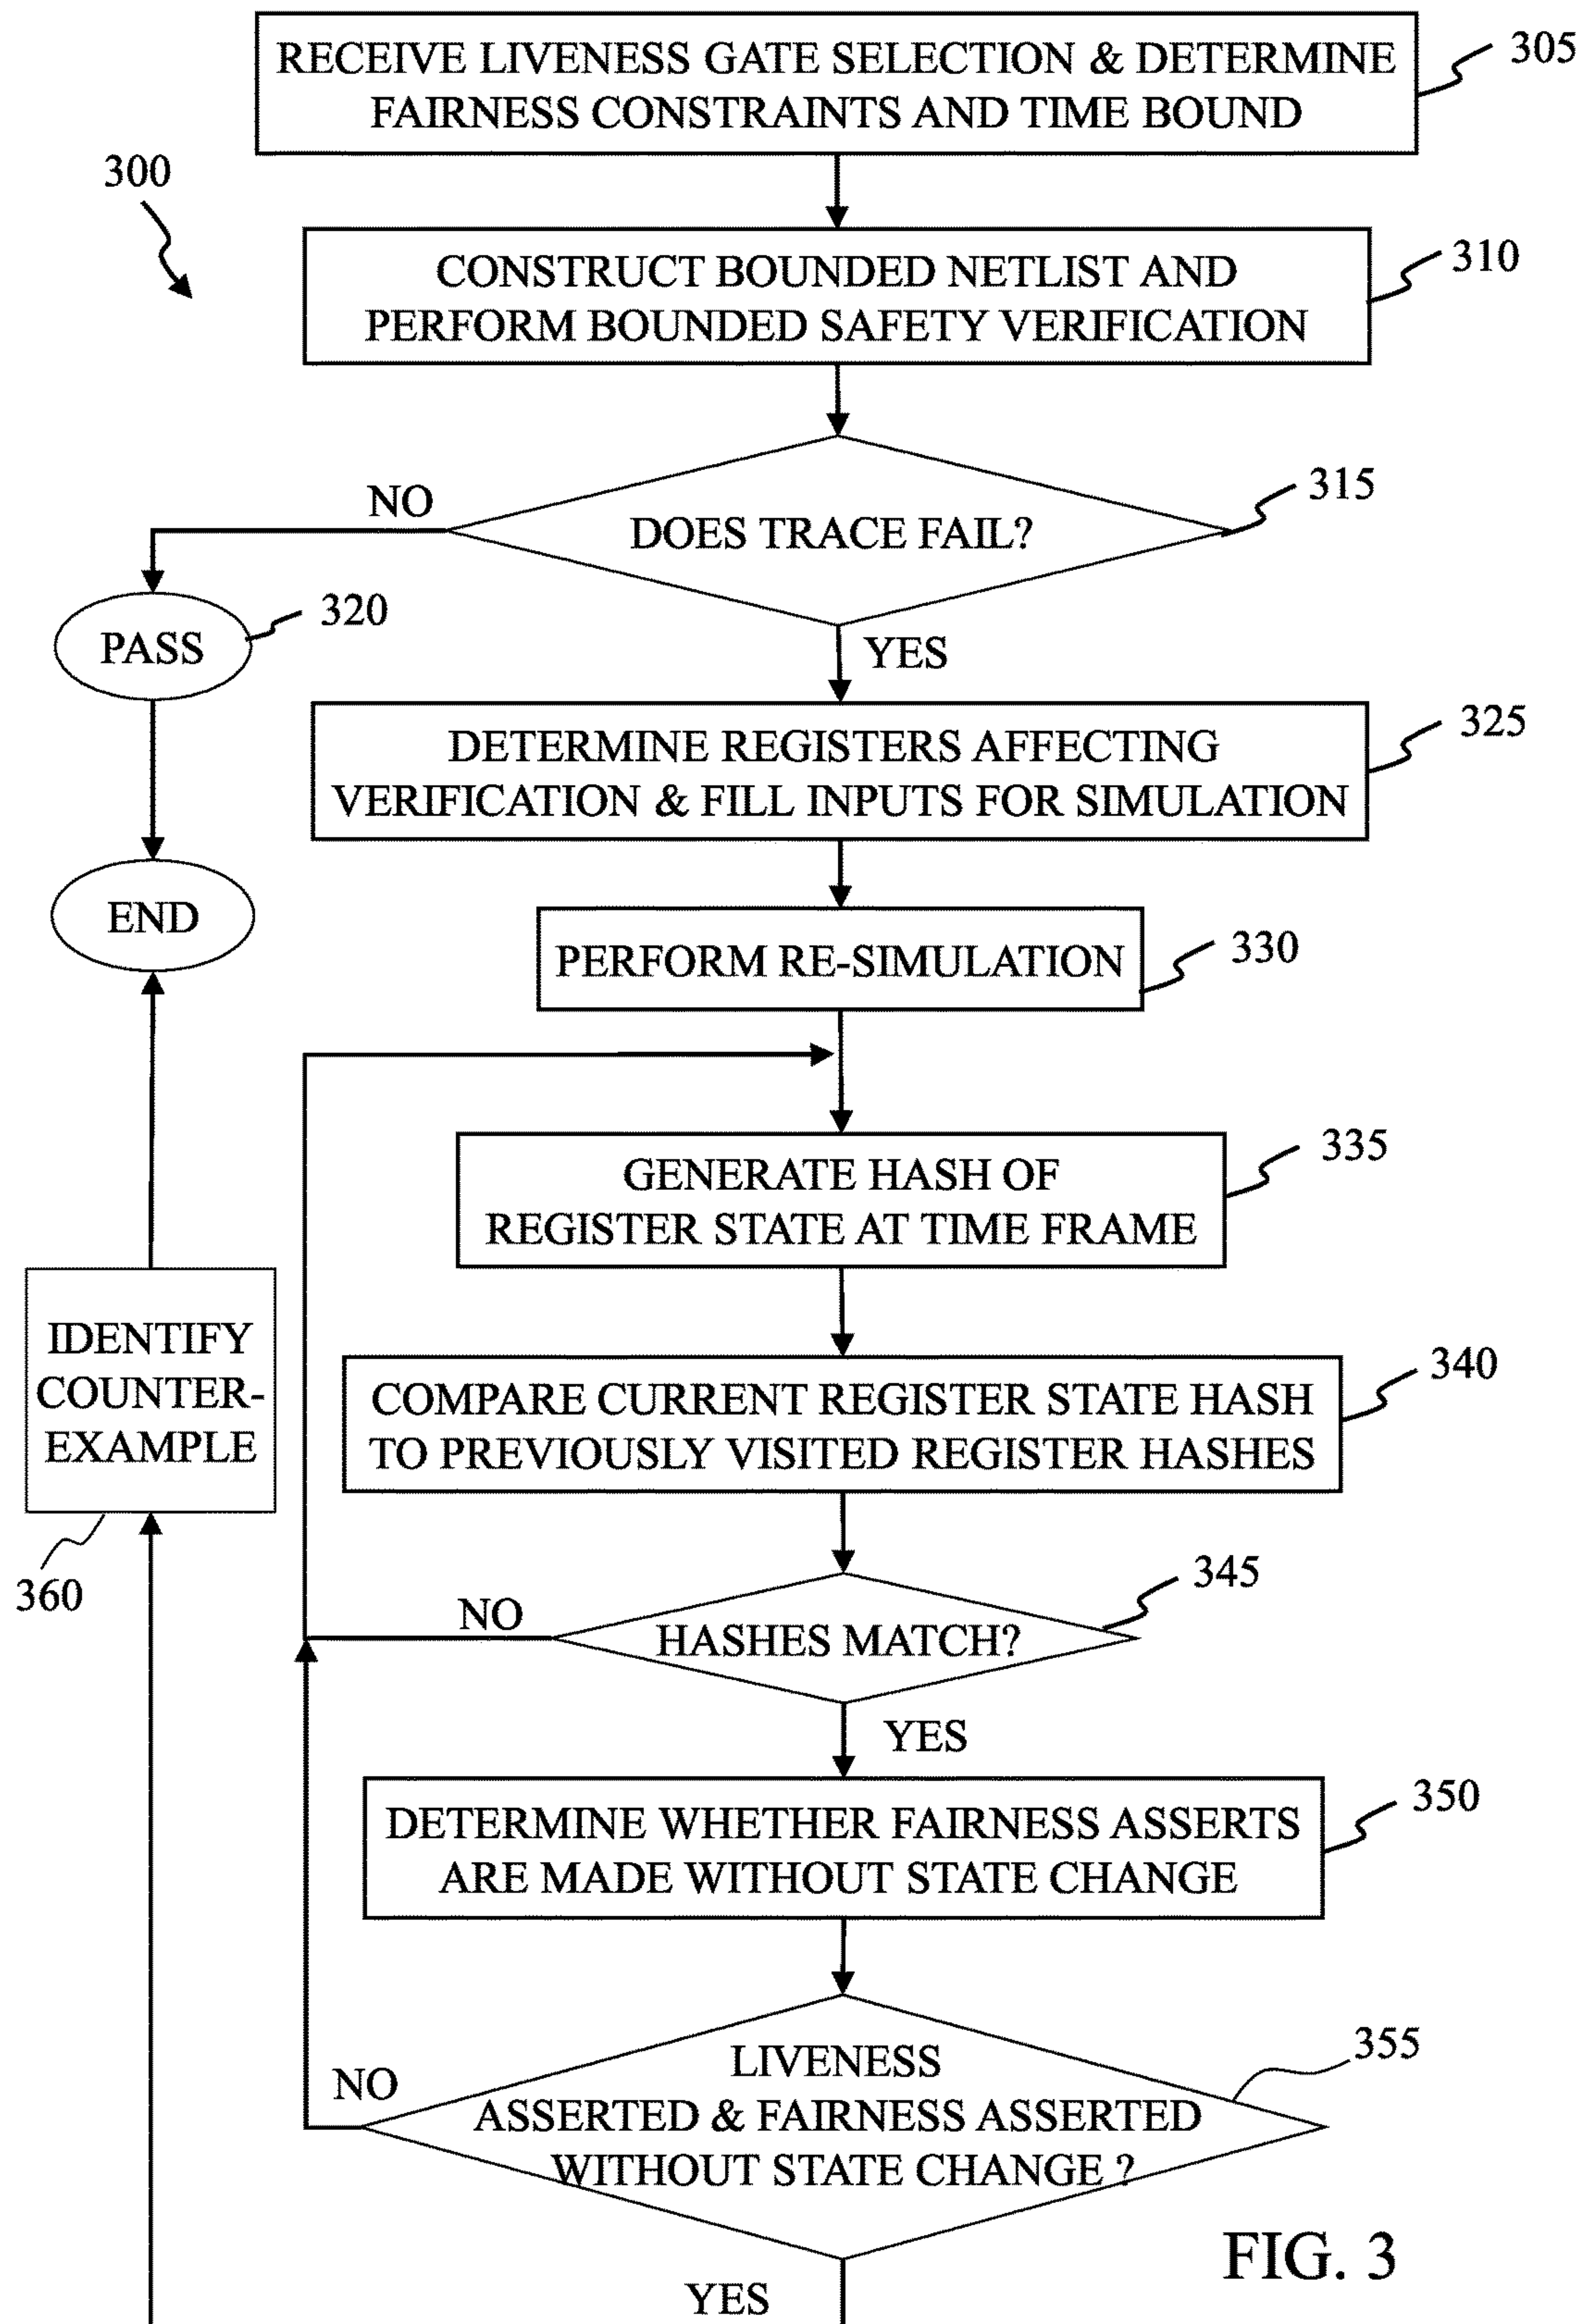 RECEIVE LIVENESS GATE SELECTION & DETERMINE
FAIRNESS CONSTRAINTS AND TIME BOUND
305
300
CONSTRUCT BOUNDED NETLIST AND
PERFORM BOUNDED SAFETY VERIFICATION
310
DOES TRACE FAIL?
315
NO
PASS
320
YES
DETERMINE REGISTERS AFFECTING
VERIFICATION & FILL INPUTS FOR SIMULATION
325
END
PERFORM RE-SIMULATION
330
GENERATE HASH OF
REGISTER STATE AT TIME FRAME
335
IDENTIFY
COUNTER-
EXAMPLE
360
COMPARE CURRENT REGISTER STATE HASH
TO PREVIOUSLY VISITED REGISTER HASHES
340
HASHES MATCH?
345
NO
YES
DETERMINE WHETHER FAIRNESS ASSERTS
ARE MADE WITHOUT STATE CHANGE
350
LIVENESS
ASSERTED & FAIRNESS ASSERTED
WITHOUT STATE CHANGE ?
355
NO
YES
FIG. 3